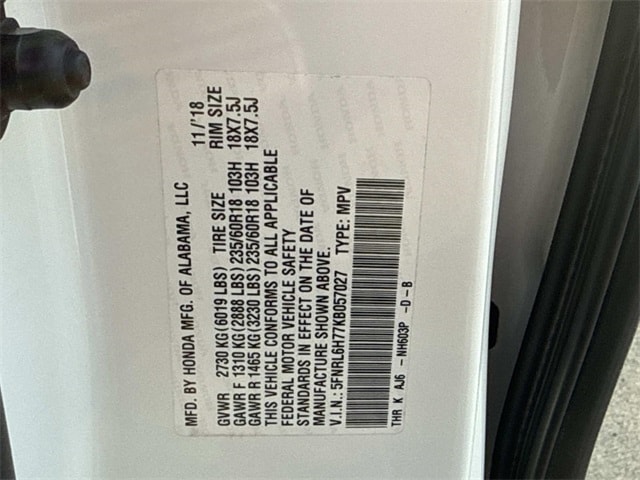 MFD. BY HONDA MFG. OF ALABAMA, LLC 11/'18
GVWR 2730 KG (6019 LBS) TIRE SIZE RIM SIZE
GAWR F 1310 KG (2888 LBS) 235/60R18 103H 18X7.5J
GAWR R 1465 KG (3230 LBS) 235/60R18 103H 18X7.5J
THIS VEHICLE CONFORMS TO ALL APPLICABLE
FEDERAL MOTOR VEHICLE SAFETY
STANDARDS IN EFFECT ON THE DATE OF
MANUFACTURE SHOWN ABOVE.
V.I.N.: 5FNRL6H77KB057027 TYPE: MPV
THR K AJ6 - NH603P -D-B